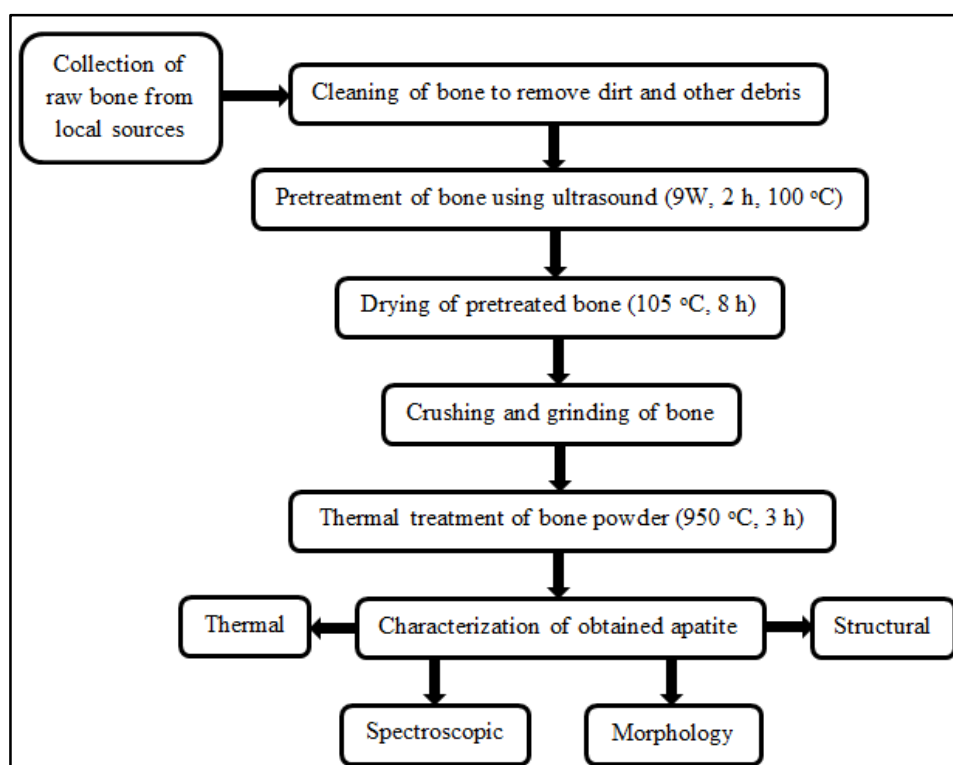 Collection of
raw bone from
local sources
Cleaning of bone to remove dirt and other debris
Pretreatment of bone using ultrasound (9W, 2 h, 100 °C)
Drying of pretreated bone (105 °C, 8 h)
Crushing and grinding of bone
Thermal treatment of bone powder (950 °C, 3 h)
Thermal
Characterization of obtained apatite
Structural
Spectroscopic
Morphology